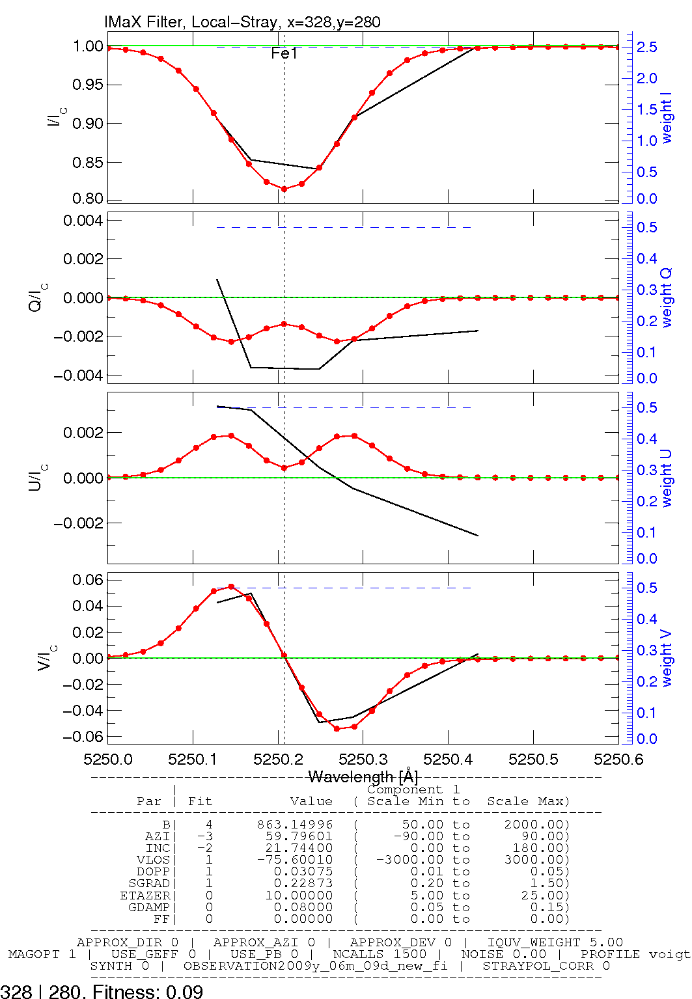 IMaX Filter, Local-Stray, x=328,y=280
Fe1
1.00
0.95
0.90
0.85
0.80
I/IC
2.5
2.0
1.5
1.0
0.5
0.0
weight I
0.004
0.002
0.000
-0.002
-0.004
Q/IC
0.5
0.4
0.3
0.2
0.1
0.0
weight Q
0.002
0.000
-0.002
U/IC
0.5
0.4
0.3
0.2
0.1
0.0
weight U
0.06
0.04
0.02
0.00
-0.02
-0.04
-0.06
V/IC
0.5
0.4
0.3
0.2
0.1
0.0
weight V
5250.0 5250.1 5250.2 5250.3 5250.4 5250.5 5250.6
Wavelength [Å]
| Component 1
Par | Fit Value ( Scale Min to Scale Max)
B| 4 863.14996 ( 50.00 to 2000.00)
AZI| -3 59.79601 ( -90.00 to 90.00)
INC| -2 21.74400 ( 0.00 to 180.00)
VLOS| 1 -75.60010 ( -3000.00 to 3000.00)
DOPP| 1 0.03075 ( 0.01 to 0.05)
SGRAD| 1 0.22873 ( 0.20 to 1.50)
ETAZER| 0 10.00000 ( 5.00 to 25.00)
GDAMP| 0 0.08000 ( 0.05 to 0.15)
FF| 0 0.00000 ( 0.00 to 0.00)
APPROX_DIR 0 | APPROX_AZI 0 | APPROX_DEV 0 | IQUV_WEIGHT 5.00
MAGOPT 1 | USE_GEFF 0 | USE_PB 0 | NCALLS 1500 | NOISE 0.00 | PROFILE voigt
SYNTH 0 | OBSERVATION2009y_06m_09d_new_fi | STRAYPOL_CORR 0
328 | 280, Fitness: 0.09